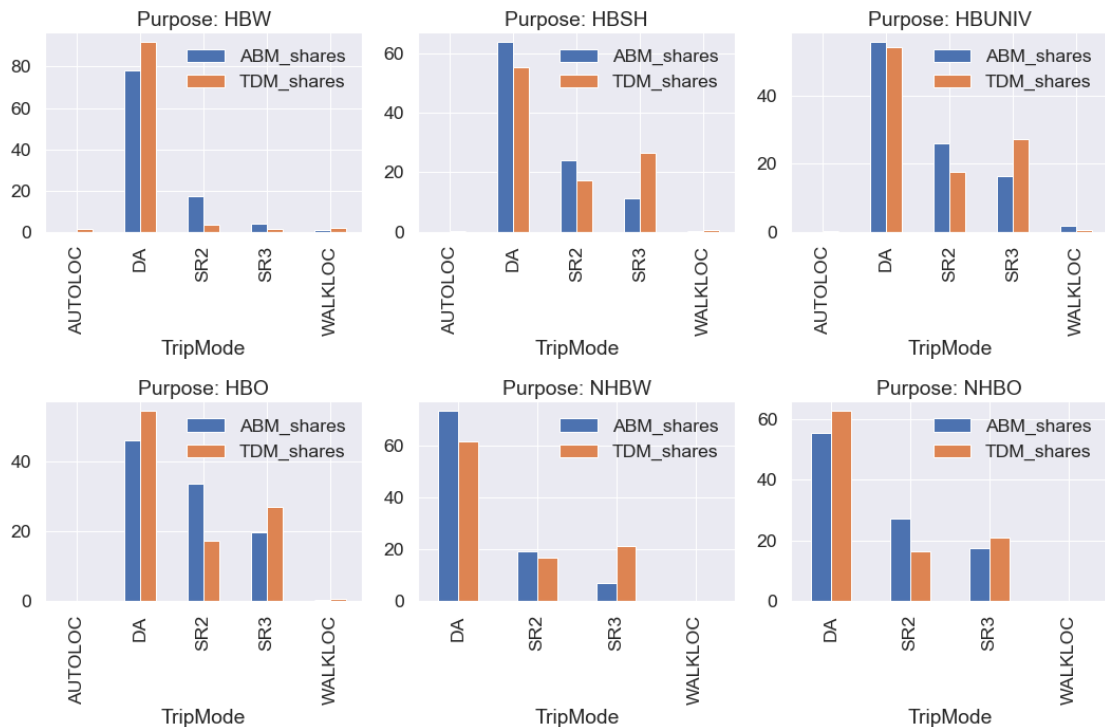 Purpose: HBW
ABM_shares
TDM_shares
80
60
40
20
0
AUTOLOC
DA
SR2
SR3
WALKLOC
TripMode
Purpose: HBSH
ABM_shares
TDM_shares
60
40
20
0
AUTOLOC
DA
SR2
SR3
WALKLOC
TripMode
Purpose: HBUNIV
ABM_shares
TDM_shares
40
20
0
AUTOLOC
DA
SR2
SR3
WALKLOC
TripMode
Purpose: HBO
ABM_shares
TDM_shares
40
20
0
AUTOLOC
DA
SR2
SR3
WALKLOC
TripMode
Purpose: NHBW
ABM_shares
TDM_shares
60
40
20
0
DA
SR2
SR3
WALKLOC
TripMode
Purpose: NHBO
ABM_shares
TDM_shares
60
40
20
0
DA
SR2
SR3
WALKLOC
TripMode